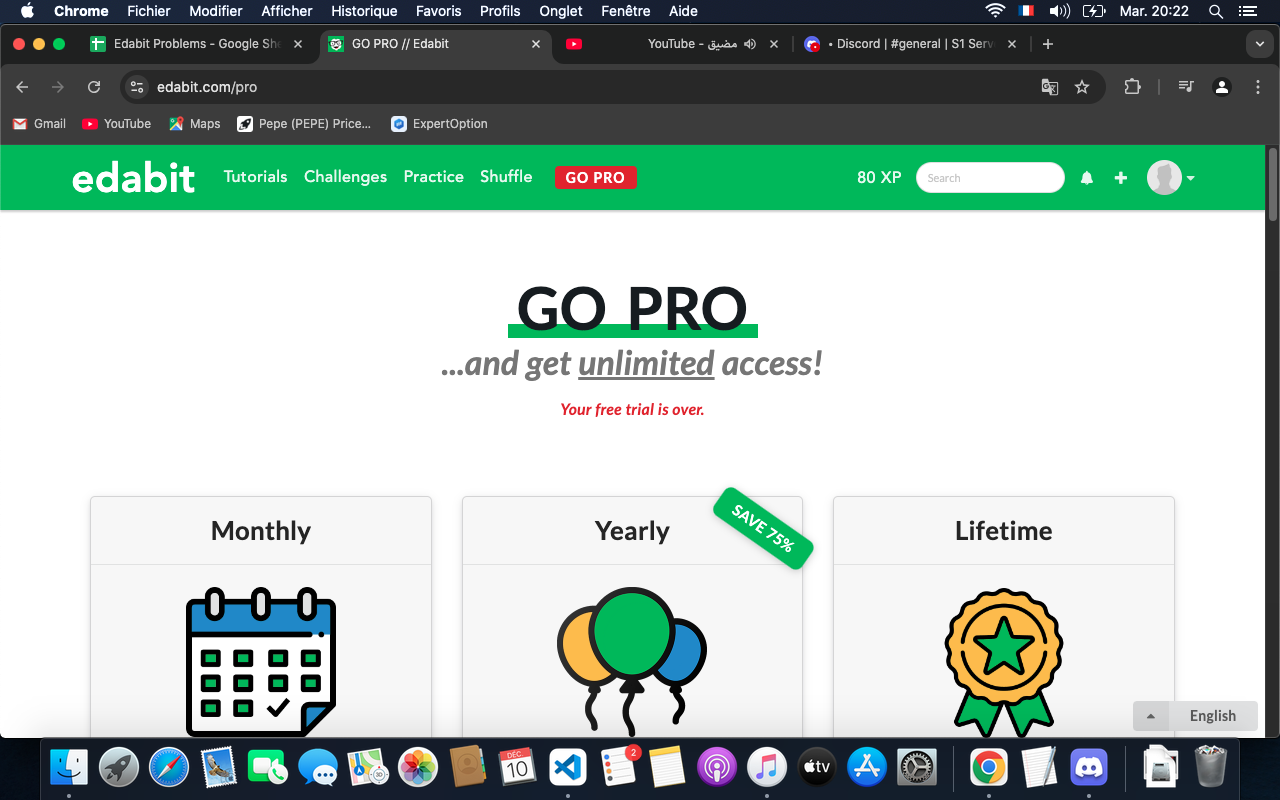 Chrome Fichier Modifier Afficher Historique Favoris Profils Onglet Fenêtre Aide Mar. 20:22
Edabit Problems - Google She
GO PRO // Edabit
YouTube - مضيق
• Discord | #general | S1 Serv
edabit.com/pro
Gmail YouTube Maps Pepe (PEPE) Price... ExpertOption
edabit Tutorials Challenges Practice Shuffle GO PRO 80 XP Search
GO PRO
...and get unlimited access!
Your free trial is over.
Monthly
Yearly
SAVE 75%
Lifetime
English
DÉC.
10
2
tv